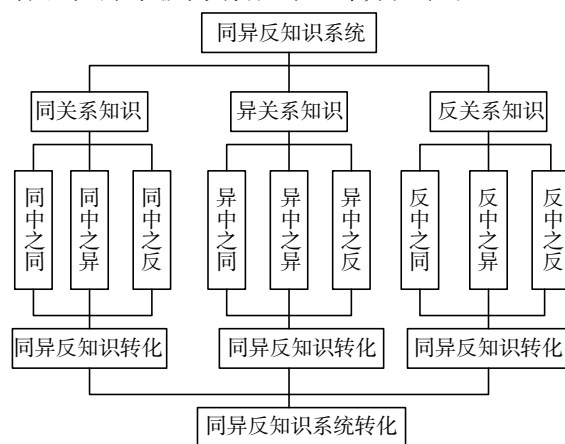 同异反知识系统
同关系知识
异关系知识
反关系知识
同中之同
同中之异
同中之反
异中之同
异中之异
异中之反
反中之同
反中之异
反中之反
同异反知识转化
同异反知识转化
同异反知识转化
同异反知识系统转化